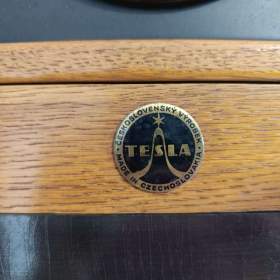 ČESKOSLOVENSKÝ VÝROBEK
TESLA
MADE IN CZECHOSLOVAKIA